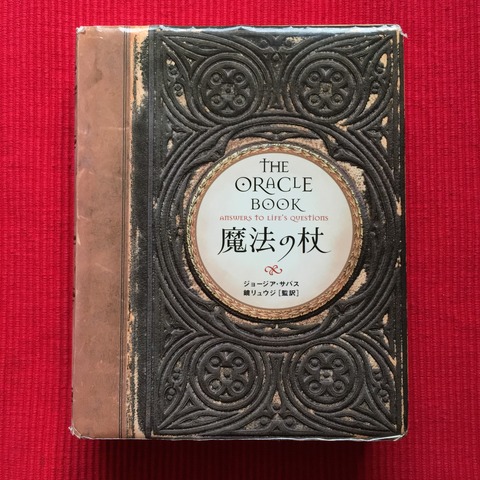 THE
ORACLE
BOOK
ANSWERS TO LIFE'S QUESTIONS
魔法の杖
ジョージア・サバス
鏡リュウジ［監訳］